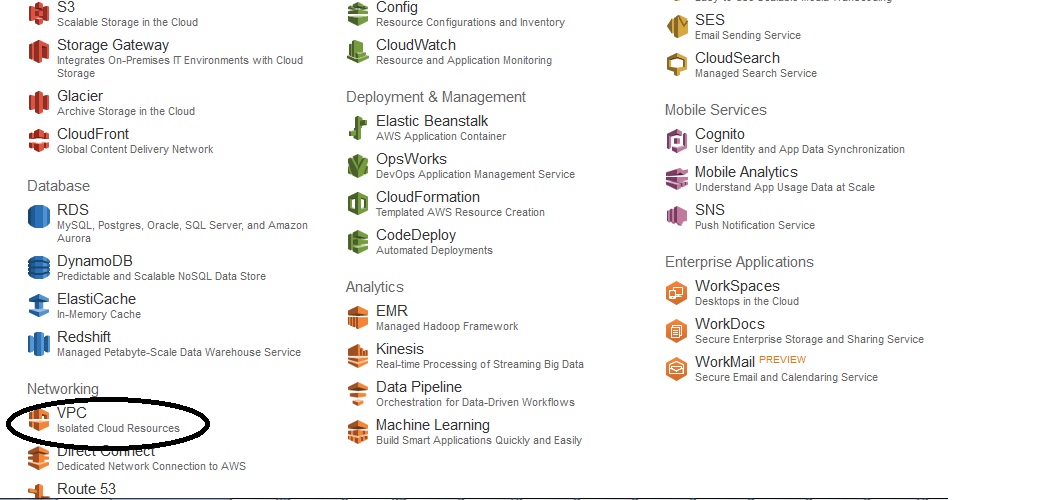 S3
Scalable Storage in the Cloud
Storage Gateway
Integrates On-Premises IT Environments with Cloud
Storage
Glacier
Archive Storage in the Cloud
CloudFront
Global Content Delivery Network
Database
RDS
MySQL, Postgres, Oracle, SQL Server, and Amazon
Aurora
DynamoDB
Predictable and Scalable NoSQL Data Store
ElastiCache
In-Memory Cache
Redshift
Managed Petabyte-Scale Data Warehouse Service
Networking
VPC
Isolated Cloud Resources
Direct Connect
Dedicated Network Connection to AWS
Route 53
Config
Resource Configurations and Inventory
CloudWatch
Resource and Application Monitoring
Deployment & Management
Elastic Beanstalk
AWS Application Container
OpsWorks
DevOps Application Management Service
CloudFormation
Templated AWS Resource Creation
CodeDeploy
Automated Deployments
Analytics
EMR
Managed Hadoop Framework
Kinesis
Real-time Processing of Streaming Big Data
Data Pipeline
Orchestration for Data-Driven Workflows
Machine Learning
Build Smart Applications Quickly and Easily
SES
Email Sending Service
CloudSearch
Managed Search Service
Mobile Services
Cognito
User Identity and App Data Synchronization
Mobile Analytics
Understand App Usage Data at Scale
SNS
Push Notification Service
Enterprise Applications
WorkSpaces
Desktops in the Cloud
WorkDocs
Secure Enterprise Storage and Sharing Service
WorkMail PREVIEW
Secure Email and Calendaring Service